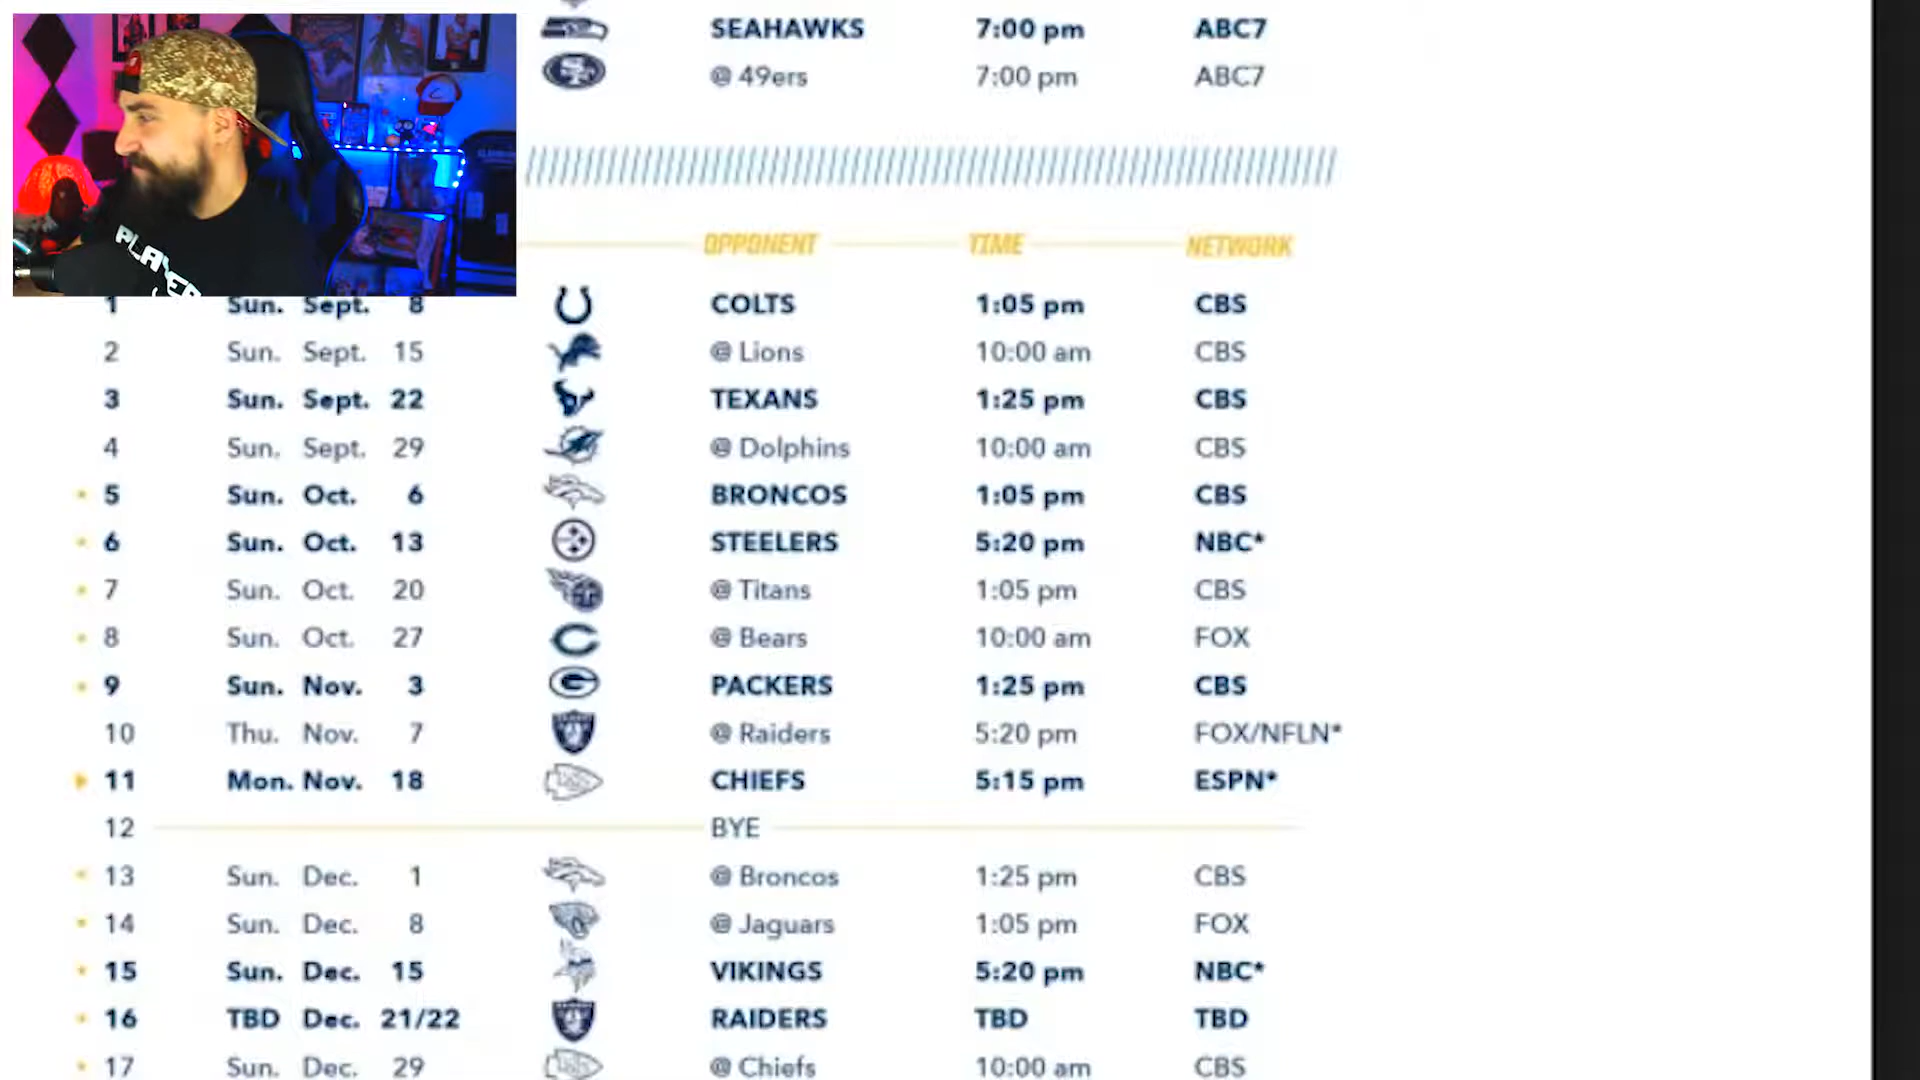 SEAHAWKS 7:00 pm ABC7
@ 49ers 7:00 pm ABC7
OPPONENT TIME NETWORK
1 Sun. Sept. 8 COLTS 1:05 pm CBS
2 Sun. Sept. 15 @ Lions 10:00 am CBS
3 Sun. Sept. 22 TEXANS 1:25 pm CBS
4 Sun. Sept. 29 @ Dolphins 10:00 am CBS
5 Sun. Oct. 6 BRONCOS 1:05 pm CBS
6 Sun. Oct. 13 STEELERS 5:20 pm NBC*
7 Sun. Oct. 20 @ Titans 1:05 pm CBS
8 Sun. Oct. 27 @ Bears 10:00 am FOX
9 Sun. Nov. 3 PACKERS 1:25 pm CBS
10 Thu. Nov. 7 @ Raiders 5:20 pm FOX/NFLN*
11 Mon. Nov. 18 CHIEFS 5:15 pm ESPN*
12 BYE
13 Sun. Dec. 1 @ Broncos 1:25 pm CBS
14 Sun. Dec. 8 @ Jaguars 1:05 pm FOX
15 Sun. Dec. 15 VIKINGS 5:20 pm NBC*
16 TBD Dec. 21/22 RAIDERS TBD TBD
17 Sun. Dec. 29 @ Chiefs 10:00 am CBS